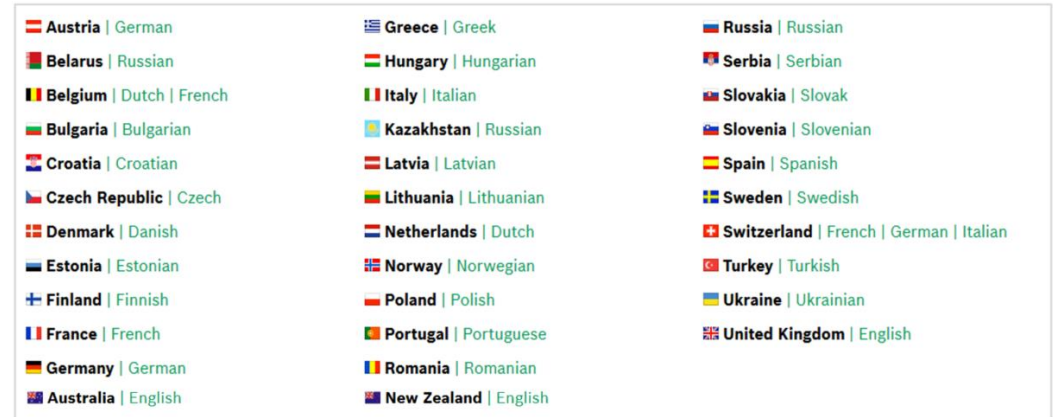 Austria | German
Belarus | Russian
Belgium | Dutch | French
Bulgaria | Bulgarian
Croatia | Croatian
Czech Republic | Czech
Denmark | Danish
Estonia | Estonian
Finland | Finnish
France | French
Germany | German
Australia | English
Greece | Greek
Hungary | Hungarian
Italy | Italian
Kazakhstan | Russian
Latvia | Latvian
Lithuania | Lithuanian
Netherlands | Dutch
Norway | Norwegian
Poland | Polish
Portugal | Portuguese
Romania | Romanian
New Zealand | English
Russia | Russian
Serbia | Serbian
Slovakia | Slovak
Slovenia | Slovenian
Spain | Spanish
Sweden | Swedish
Switzerland | French | German | Italian
Turkey | Turkish
Ukraine | Ukrainian
United Kingdom | English